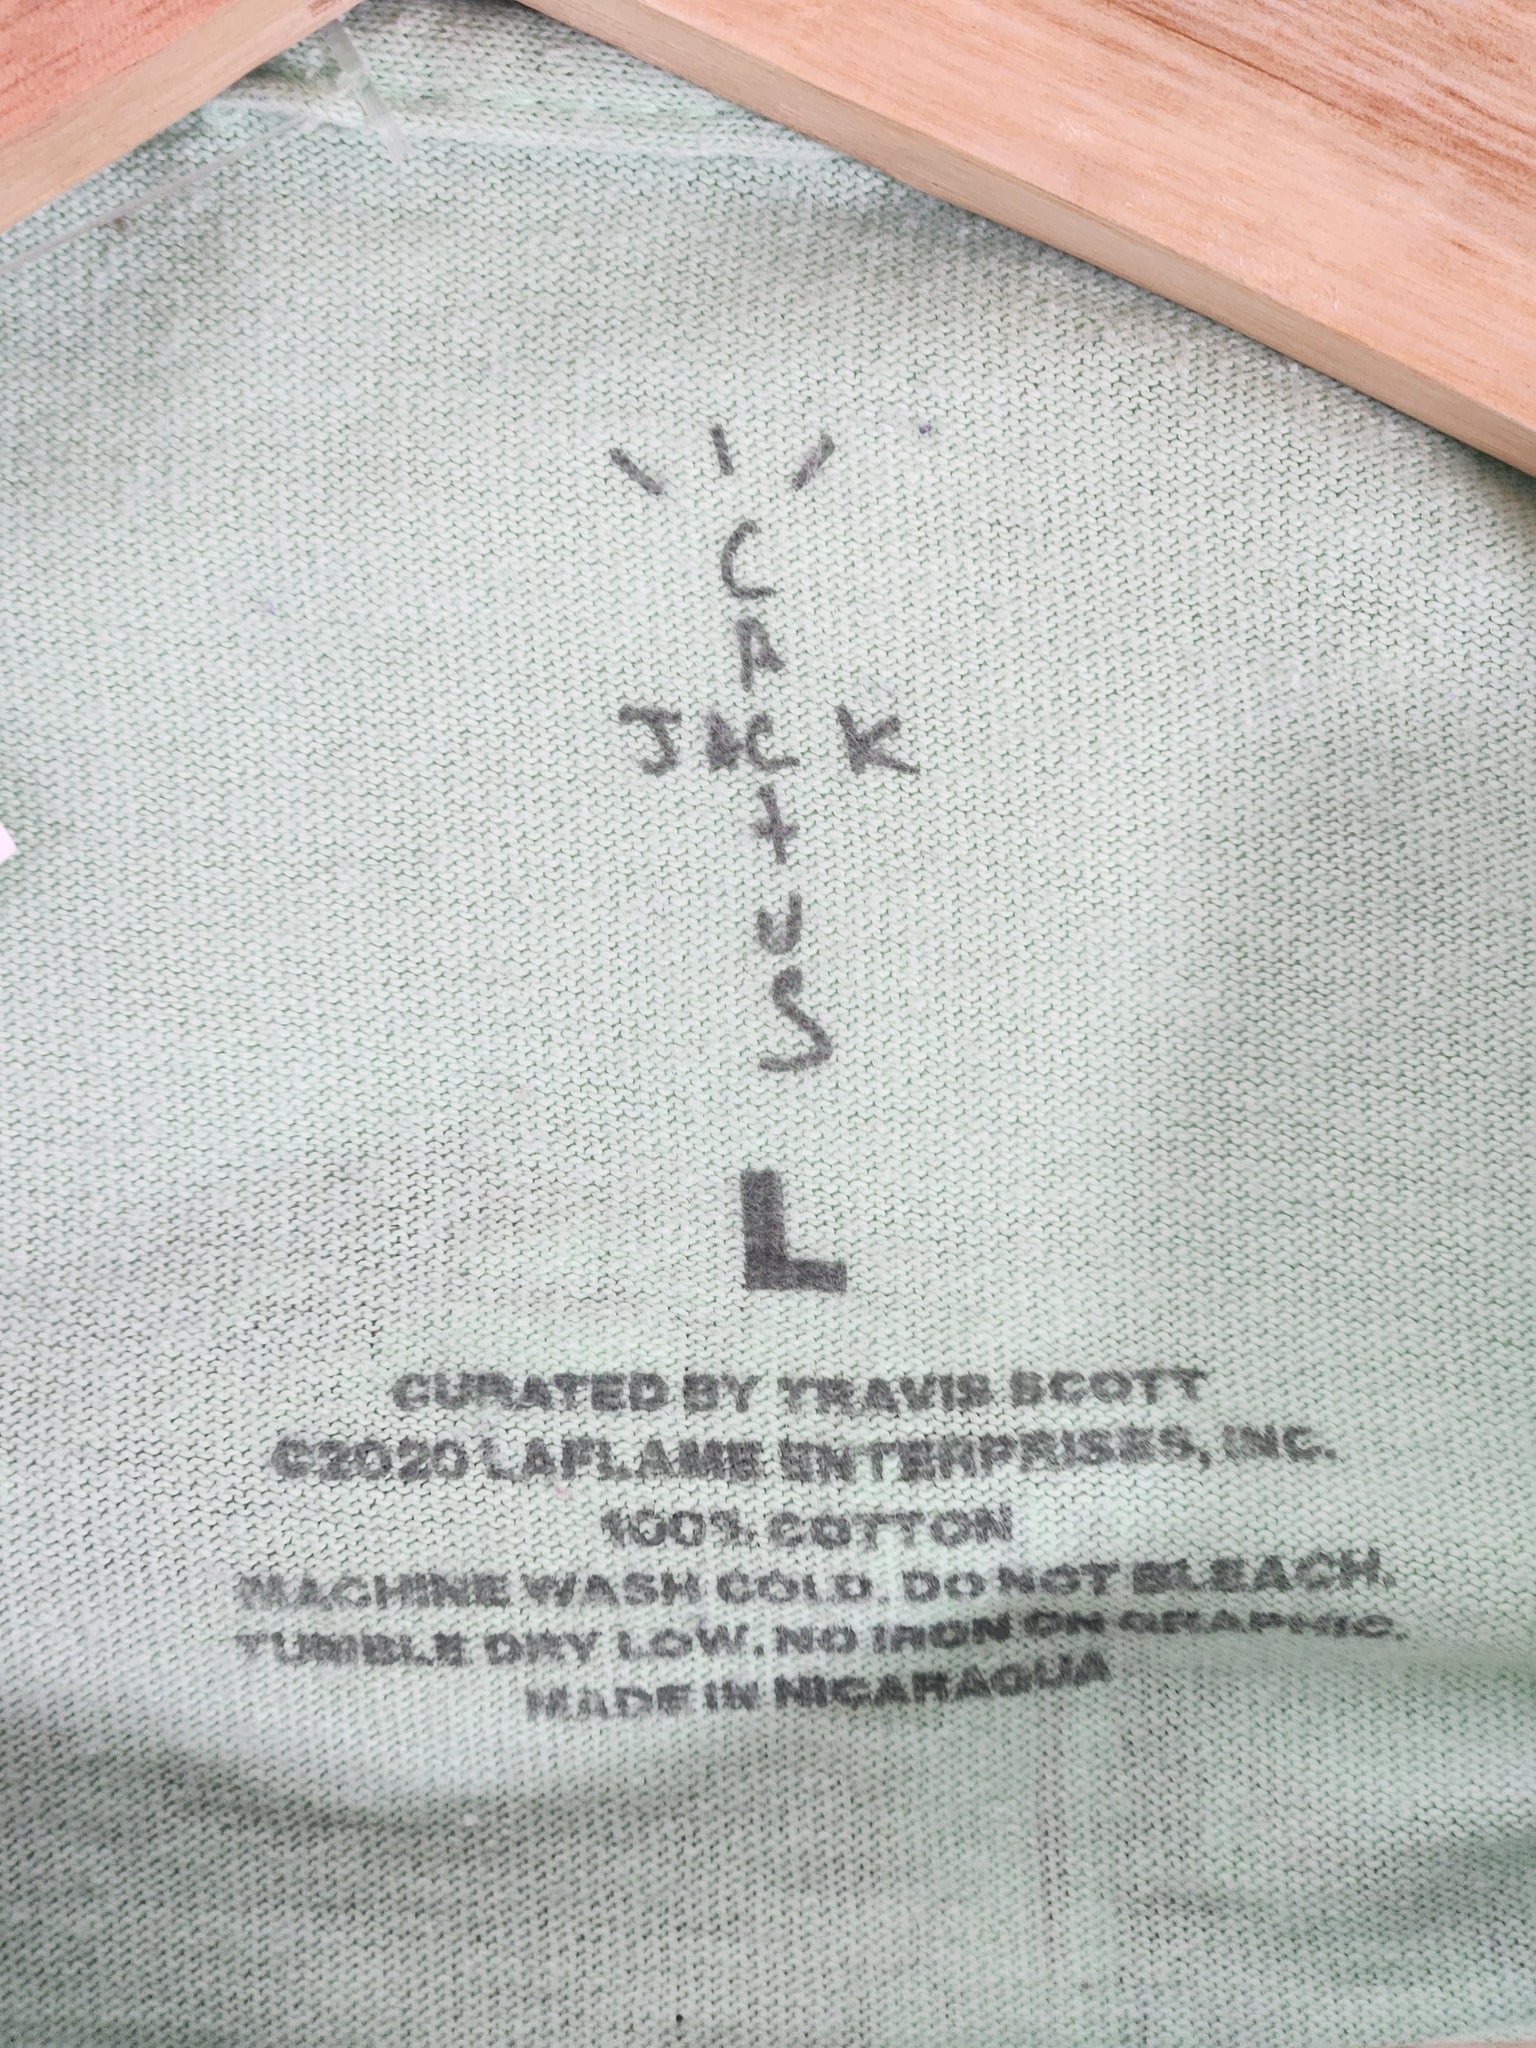 CACTUS
JACK
L
CURATED BY TRAVIS SCOTT
©2020 LAFLAME ENTERPRISES, INC.
100% COTTON
MACHINE WASH COLD. DO NOT BLEACH.
TUMBLE DRY LOW. NO IRON ON GRAPHIC.
MADE IN NICARAGUA